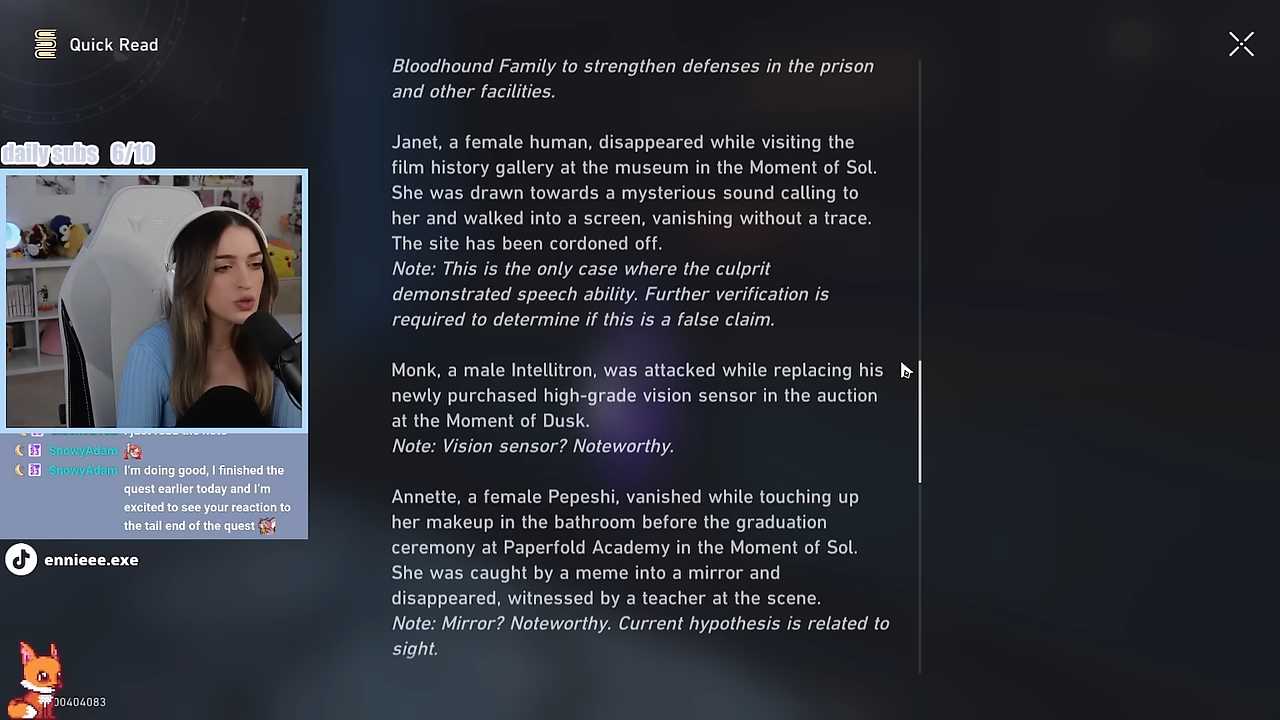 Quick Read
Bloodhound Family to strengthen defenses in the prison
and other facilities.
Janet, a female human, disappeared while visiting the
film history gallery at the museum in the Moment of Sol.
She was drawn towards a mysterious sound calling to
her and walked into a screen, vanishing without a trace.
The site has been cordoned off.
Note: This is the only case where the culprit
demonstrated speech ability. Further verification is
required to determine if this is a false claim.
Monk, a male Intellitron, was attacked while replacing his
newly purchased high-grade vision sensor in the auction
at the Moment of Dusk.
Note: Vision sensor? Noteworthy.
Annette, a female Pepeshi, vanished while touching up
her makeup in the bathroom before the graduation
ceremony at Paperfold Academy in the Moment of Sol.
She was caught by a meme into a mirror and
disappeared, witnessed by a teacher at the scene.
Note: Mirror? Noteworthy. Current hypothesis is related to
sight.
daily subs 6/10
SnowyAdam
SnowyAdam I'm doing good, I finished the
quest earlier today and I'm
excited to see your reaction to
the tail end of the quest
ennieee.exe
00404083